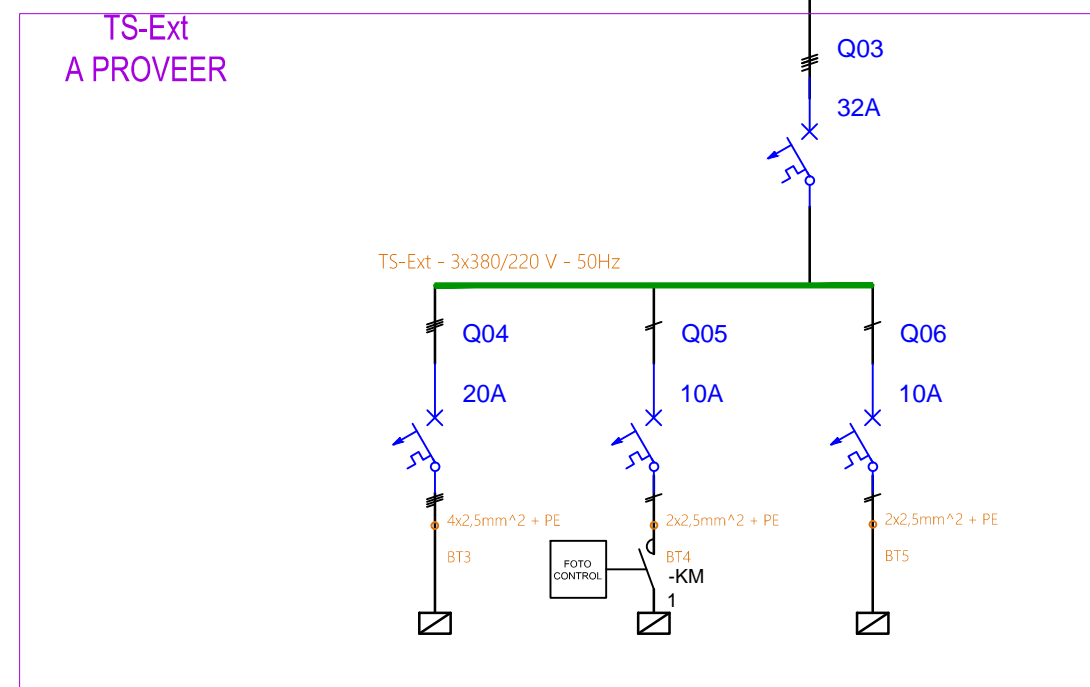 TS-Ext
A PROVEER
Q03
32A
TS-Ext - 3x380/220 V - 50Hz
Q04
Q05
Q06
20A
10A
10A
4x2,5mm^2 + PE
2x2,5mm^2 + PE
2x2,5mm^2 + PE
BT3
BT4
BT5
FOTO
CONTROL
-KM
1